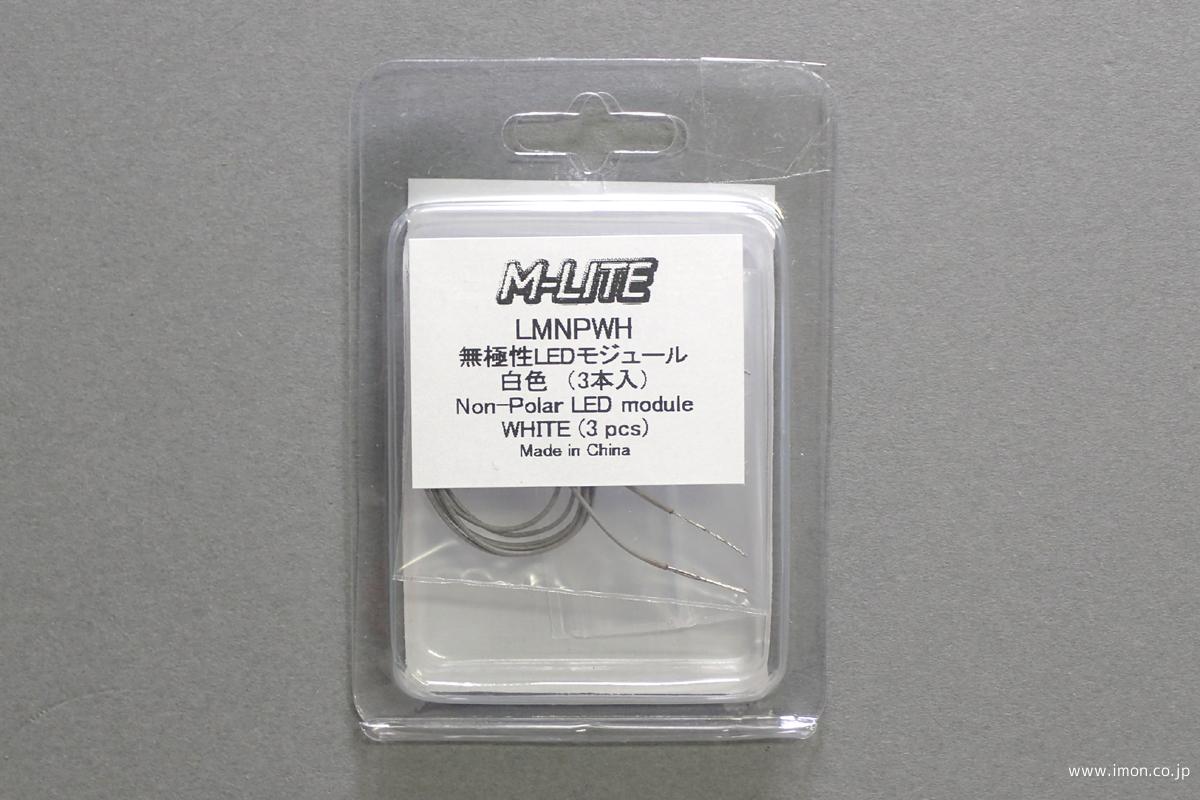 M-LITE
LMNPWH
無極性LEDモジュール
白色 （3本入）
Non-Polar LED module
WHITE (3 pcs)
Made in China
www.imon.co.jp